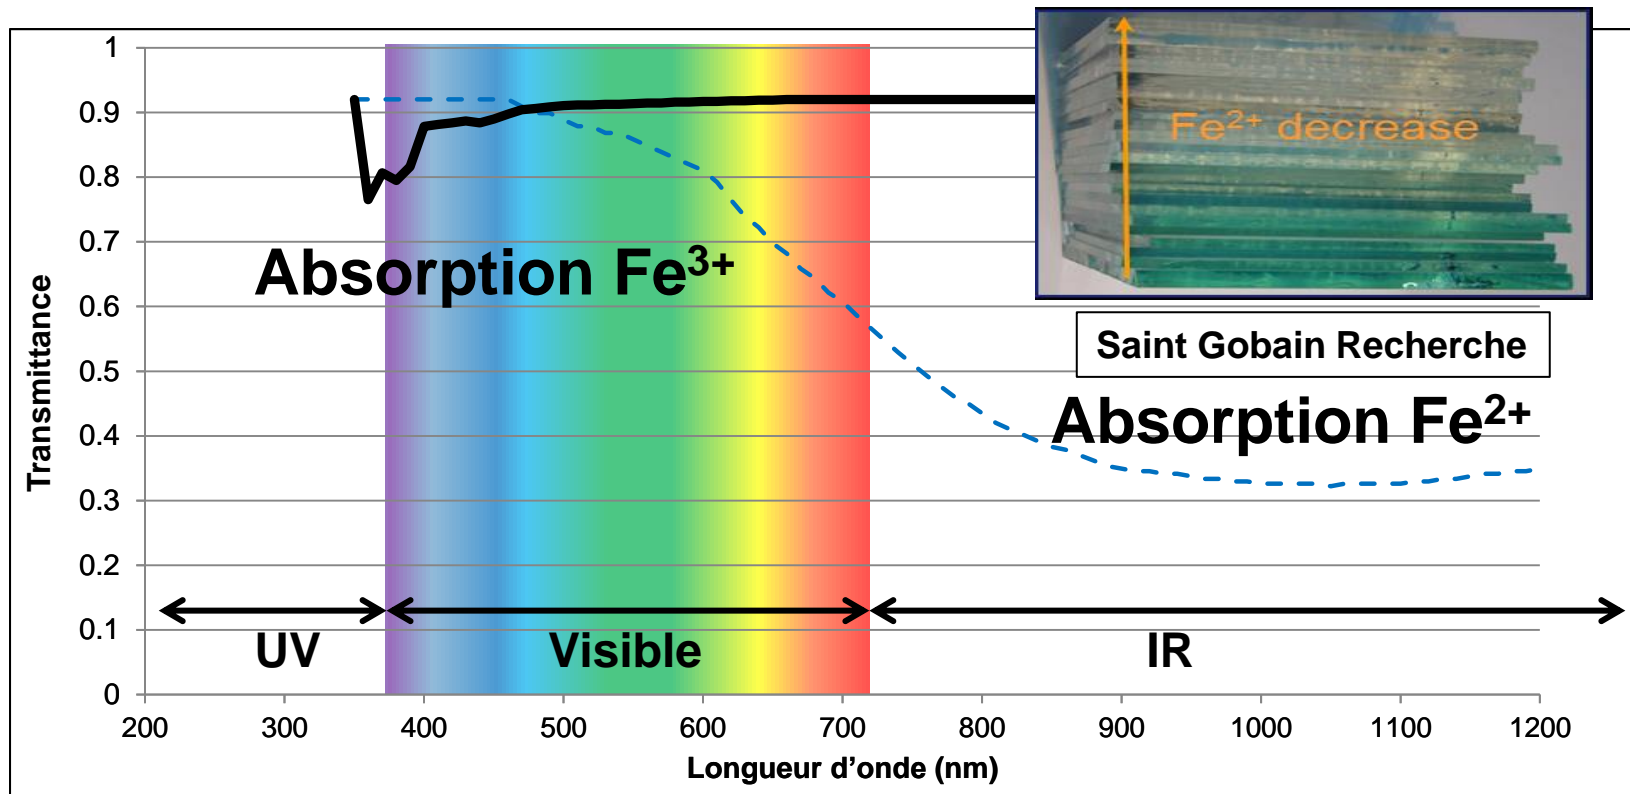 1
0.9
0.8
0.7
0.6
0.5
0.4
0.3
0.2
0.1
0
Transmittance
Fe²⁺ decrease
Absorption Fe³⁺
Saint Gobain Recherche
Absorption Fe²⁺
UV Visible IR
200 300 400 500 600 700 800 900 1000 1100 1200
Longueur d’onde (nm)